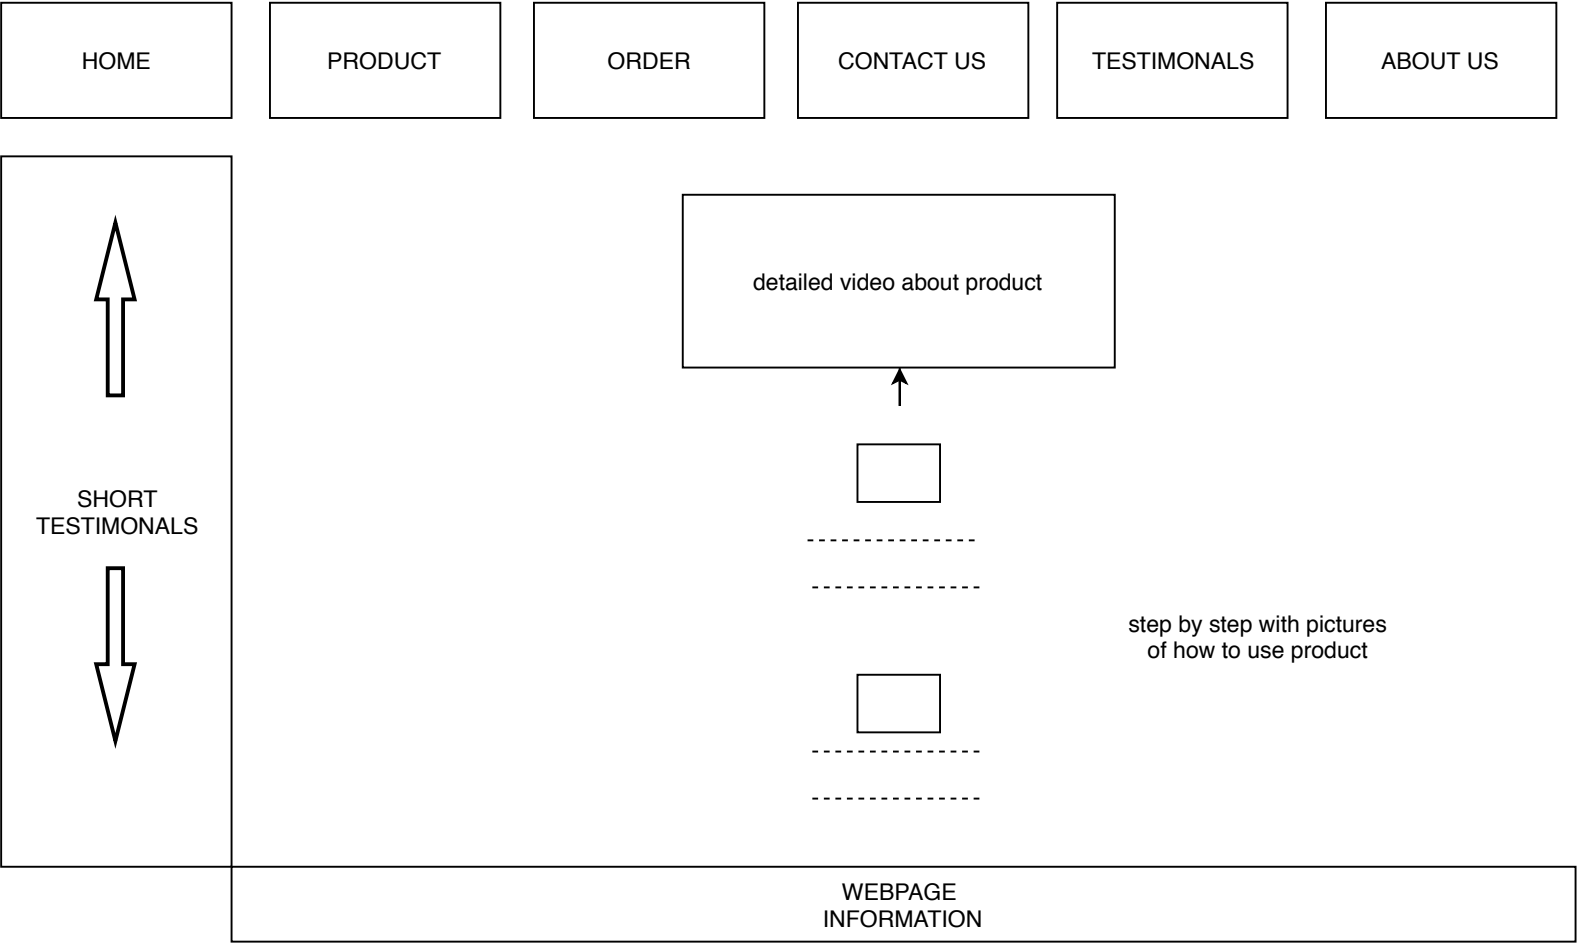 HOME
PRODUCT
ORDER
CONTACT US
TESTIMONALS
ABOUT US
detailed video about product
SHORT
TESTIMONALS
step by step with pictures
of how to use product
WEBPAGE
INFORMATION